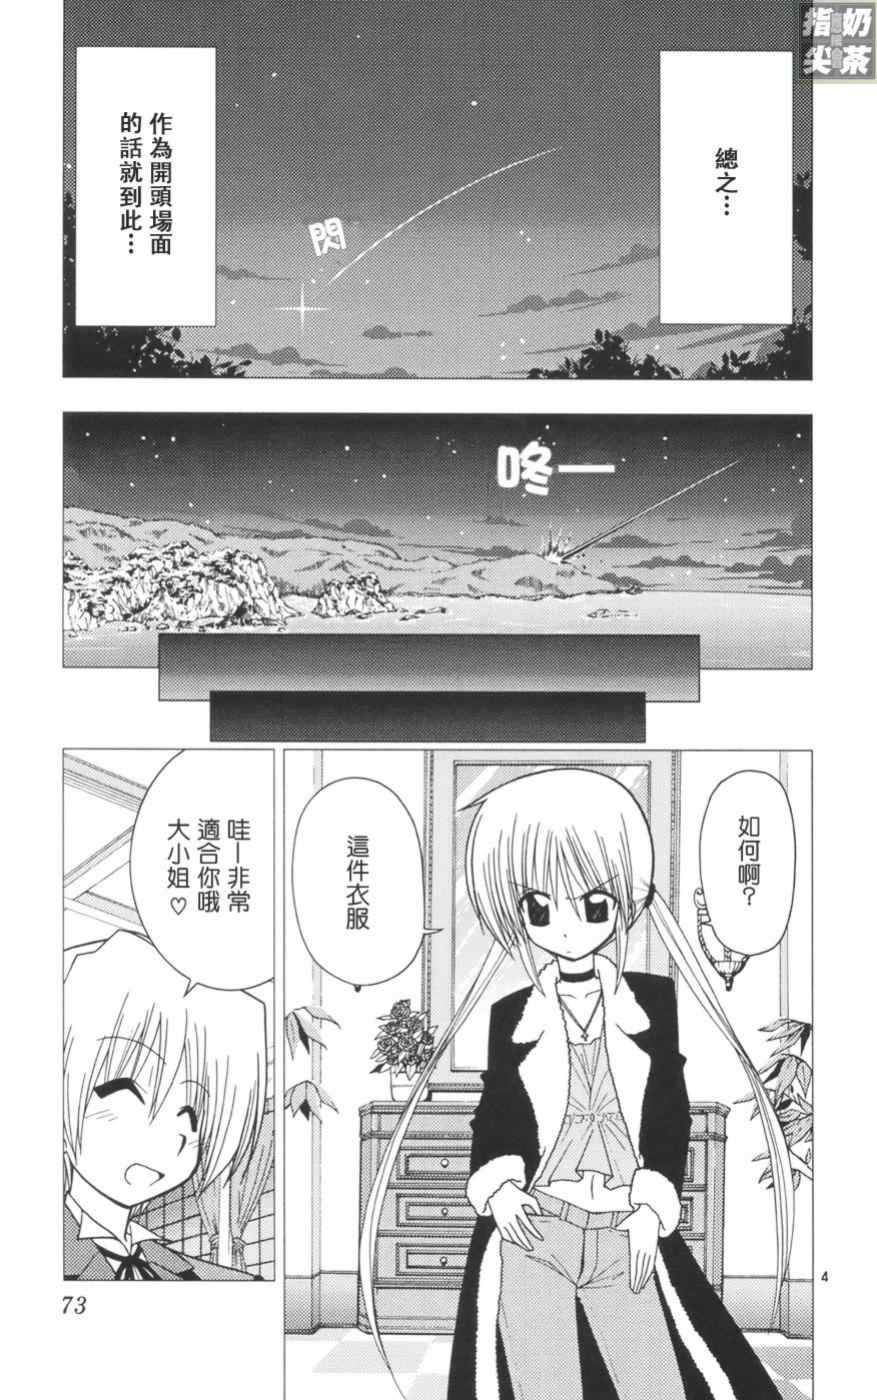 總之…
作為開頭場面
的話就到此…
閃
咚一
如何啊?
這件衣服
哇ー非常
適合你哦
大小姐♡
4
73
奶茶
指尖